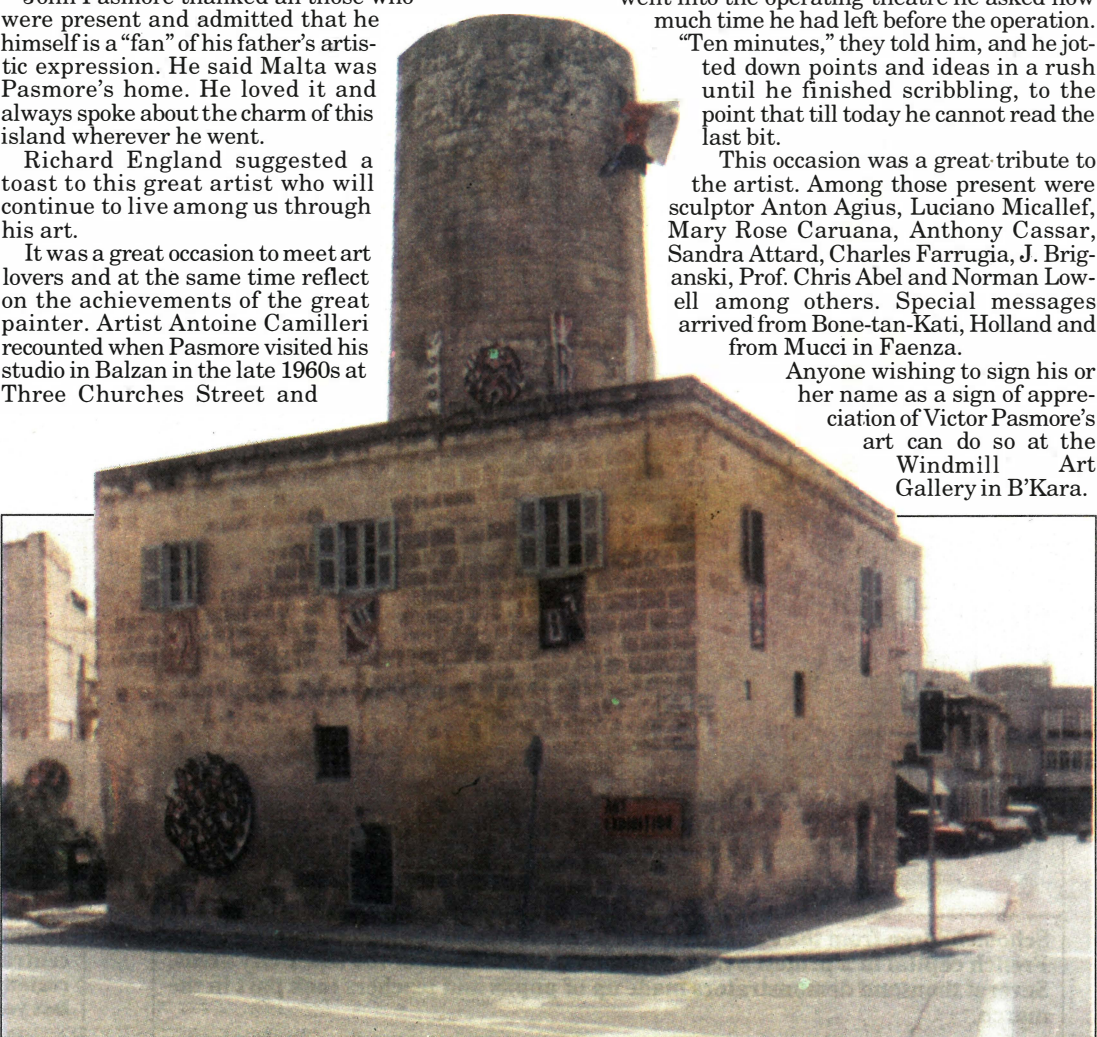 John Pasmore thanked all those who
were present and admitted that he
himself is a “fan” of his father’s artis-
tic expression. He said Malta was
Pasmore’s home. He loved it and
always spoke about the charm of this
island wherever he went.
Richard England suggested a
toast to this great artist who will
continue to live among us through
his art.
It was a great occasion to meet art
lovers and at the same time reflect
on the achievements of the great
painter. Artist Antoine Camilleri
recounted when Pasmore visited his
studio in Balzan in the late 1960s at
Three Churches Street and
went into the operating theatre he asked how
much time he had left before the operation.
“Ten minutes,” they told him, and he jot-
ted down points and ideas in a rush
until he finished scribbling, to the
point that till today he cannot read the
last bit.
This occasion was a great tribute to
the artist. Among those present were
sculptor Anton Agius, Luciano Micallef,
Mary Rose Caruana, Anthony Cassar,
Sandra Attard, Charles Farrugia, J. Brig-
anski, Prof. Chris Abel and Norman Low-
ell among others. Special messages
arrived from Bone-tan-Kati, Holland and
from Mucci in Faenza.
Anyone wishing to sign his or
her name as a sign of appre-
ciation of Victor Pasmore’s
art can do so at the
Windmill Art
Gallery in B’Kara.
ART
EXHIBITION